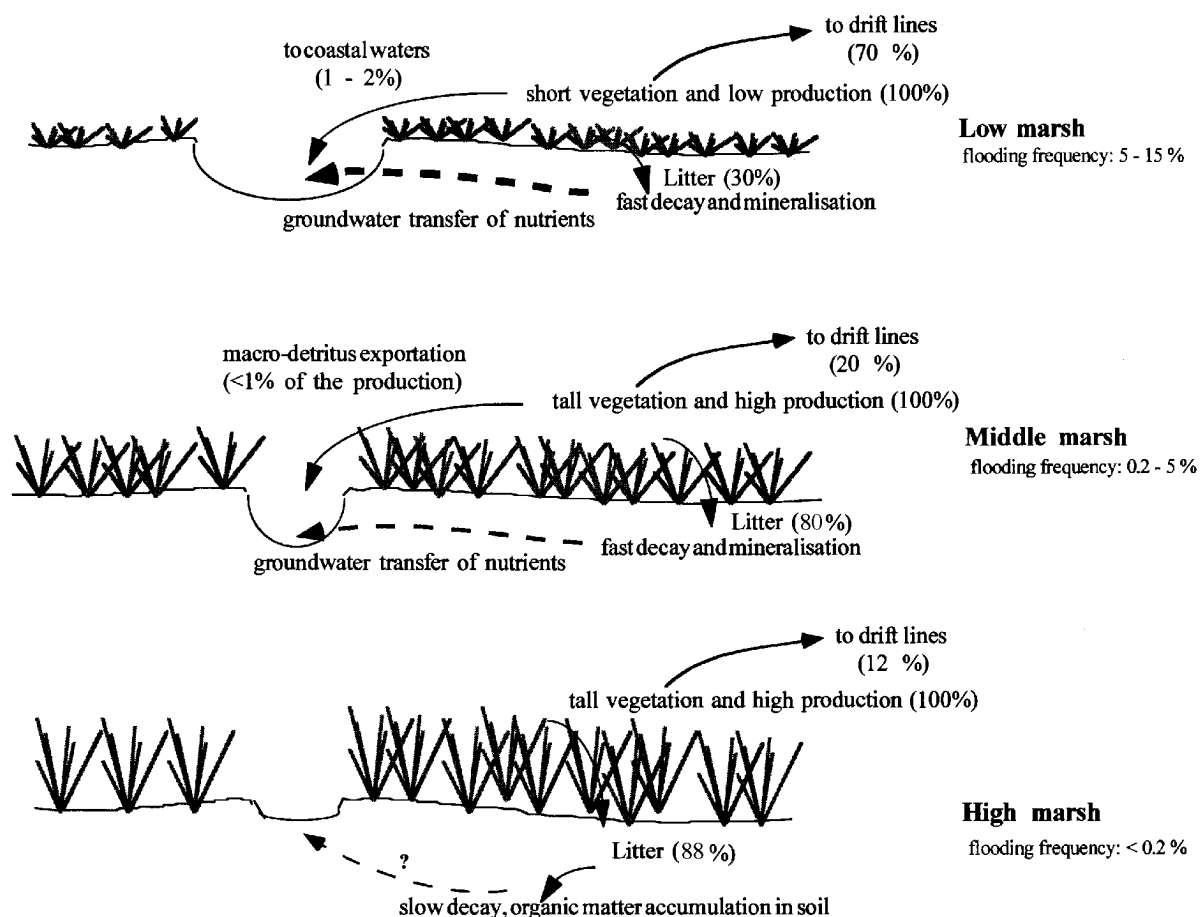 to drift lines
(70 %)
to coastal waters
(1 - 2%)
short vegetation and low production (100%)
Low marsh
flooding frequency: 5 - 15 %
Litter (30%)
fast decay and mineralisation
groundwater transfer of nutrients
to drift lines
(20 %)
macro-detritus exportation
(<1% of the production)
tall vegetation and high production (100%)
Middle marsh
flooding frequency: 0.2 - 5 %
Litter (80%)
fast decay and mineralisation
groundwater transfer of nutrients
to drift lines
(12 %)
tall vegetation and high production (100%)
High marsh
flooding frequency: < 0.2 %
Litter (88 %)
?
slow decay, organic matter accumulation in soil